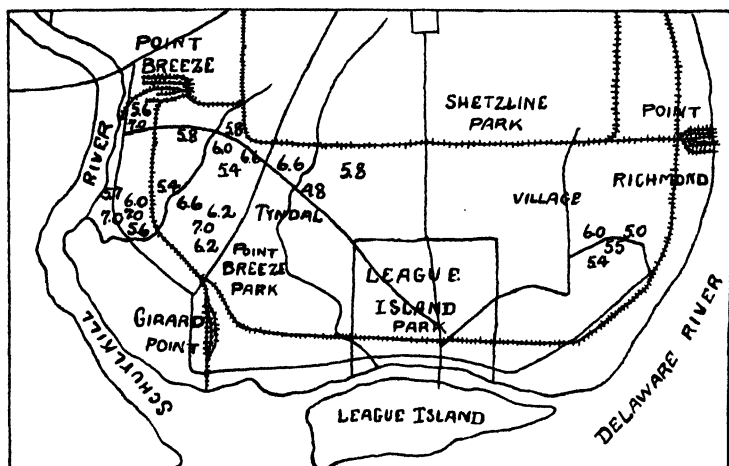 POINT
BREEZE
5.6
7.0
5.8
5.8
6.0
6.6
5.4
6.6
4.8
5.8
SHETZLINE
PARK
POINT
RICHMOND
RIVER
5.7
6.0
7.0
7.0
5.6
5.4
6.6
6.2
7.0
6.2
TYNDAL
VILLAGE
6.0
5.0
5.5
5.4
POINT
BREEZE
PARK
LEAGUE
ISLAND
PARK
GIRARD
POINT
SCHUYLKILL
LEAGUE ISLAND
DELAWARE RIVER